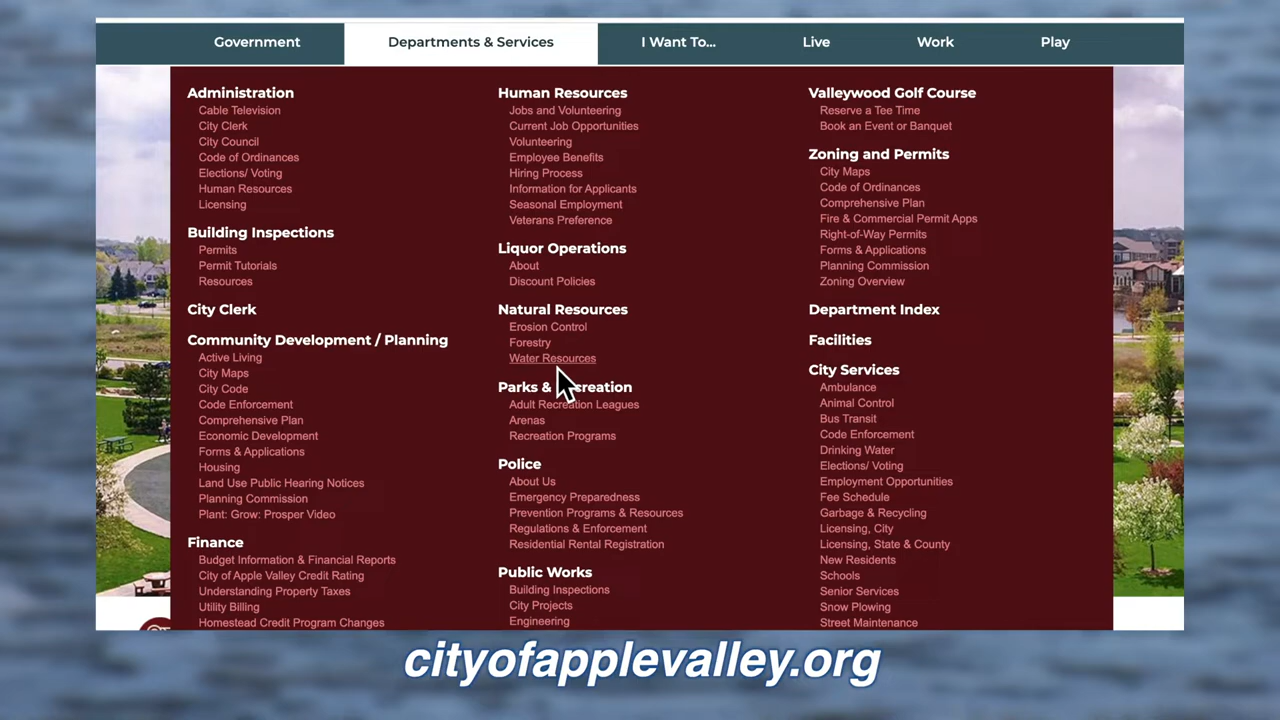 Government
Departments & Services
I Want To...
Live
Work
Play
Administration
Cable Television
City Clerk
City Council
Code of Ordinances
Elections/ Voting
Human Resources
Licensing
Building Inspections
Permits
Permit Tutorials
Resources
City Clerk
Community Development / Planning
Active Living
City Maps
City Code
Code Enforcement
Comprehensive Plan
Economic Development
Forms & Applications
Housing
Land Use Public Hearing Notices
Planning Commission
Plant: Grow: Prosper Video
Finance
Budget Information & Financial Reports
City of Apple Valley Credit Rating
Understanding Property Taxes
Utility Billing
Homestead Credit Program Changes
Human Resources
Jobs and Volunteering
Current Job Opportunities
Volunteering
Employee Benefits
Hiring Process
Information for Applicants
Seasonal Employment
Veterans Preference
Liquor Operations
About
Discount Policies
Natural Resources
Erosion Control
Forestry
Water Resources
Parks & Recreation
Adult Recreation Leagues
Arenas
Recreation Programs
Police
About Us
Emergency Preparedness
Prevention Programs & Resources
Regulations & Enforcement
Residential Rental Registration
Public Works
Building Inspections
City Projects
Engineering
Valleywood Golf Course
Reserve a Tee Time
Book an Event or Banquet
Zoning and Permits
City Maps
Code of Ordinances
Comprehensive Plan
Fire & Commercial Permit Apps
Right-of-Way Permits
Forms & Applications
Planning Commission
Zoning Overview
Department Index
Facilities
City Services
Ambulance
Animal Control
Bus Transit
Code Enforcement
Drinking Water
Elections/ Voting
Employment Opportunities
Fee Schedule
Garbage & Recycling
Licensing, City
Licensing, State & County
New Residents
Schools
Senior Services
Snow Plowing
Street Maintenance
cityofapplevalley.org